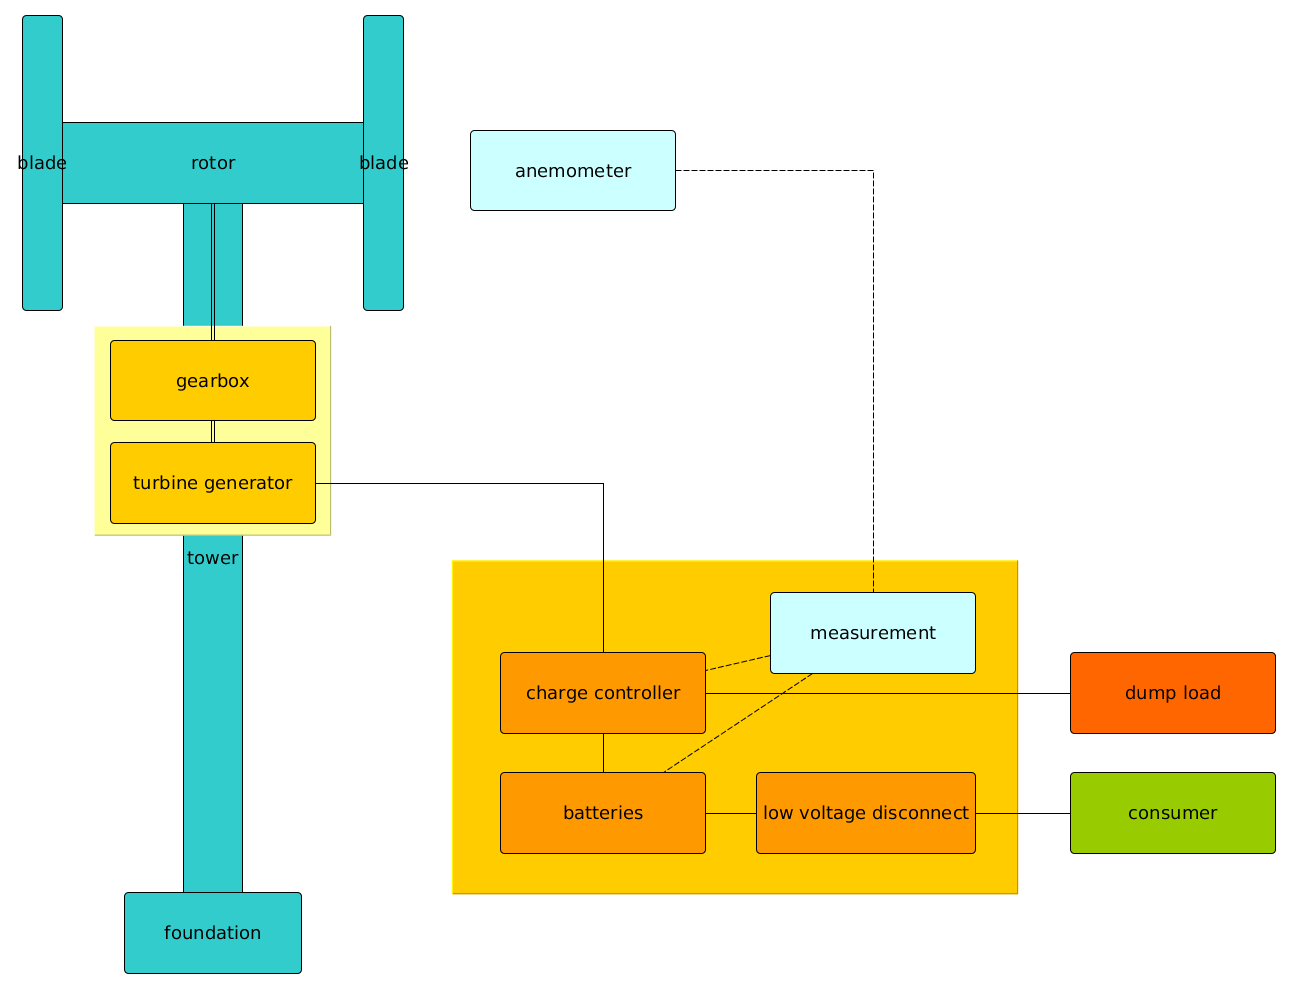 blade
rotor
blade
anemometer
gearbox
turbine generator
tower
measurement
charge controller
dump load
batteries
low voltage disconnect
consumer
foundation